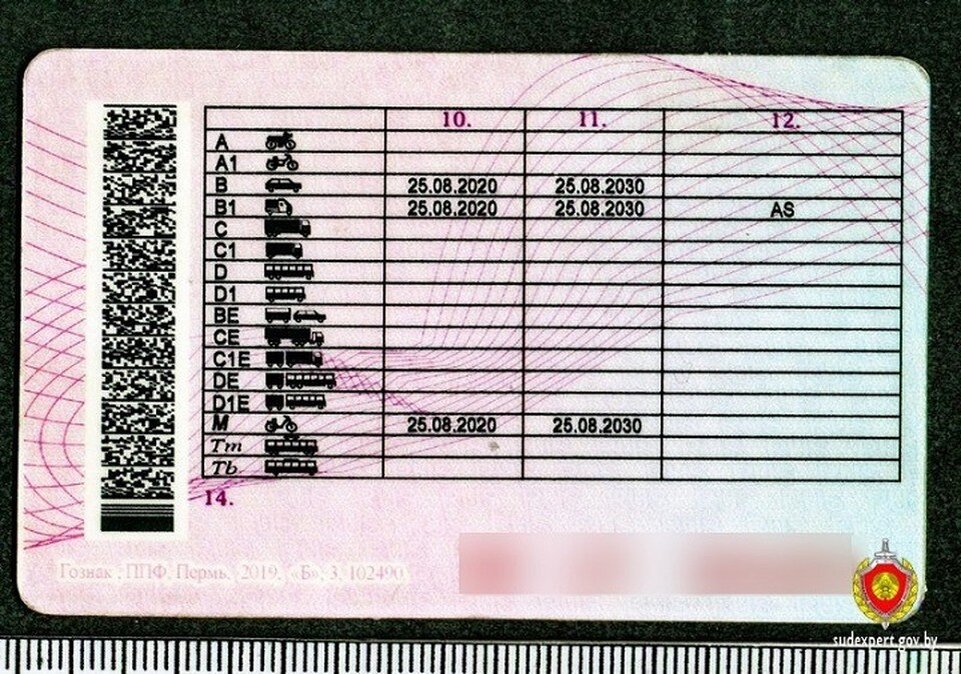 10. 11. 12.
A
A1
B 25.08.2020 25.08.2030
B1 25.08.2020 25.08.2030 AS
C
C1
D
D1
BE
CE
C1E
DE
D1E
M 25.08.2020 25.08.2030
Tm
Tb
14.
Гознак, ППФ, Пермь, 2019, «Б». З. 102490
sudexpert.gov.by